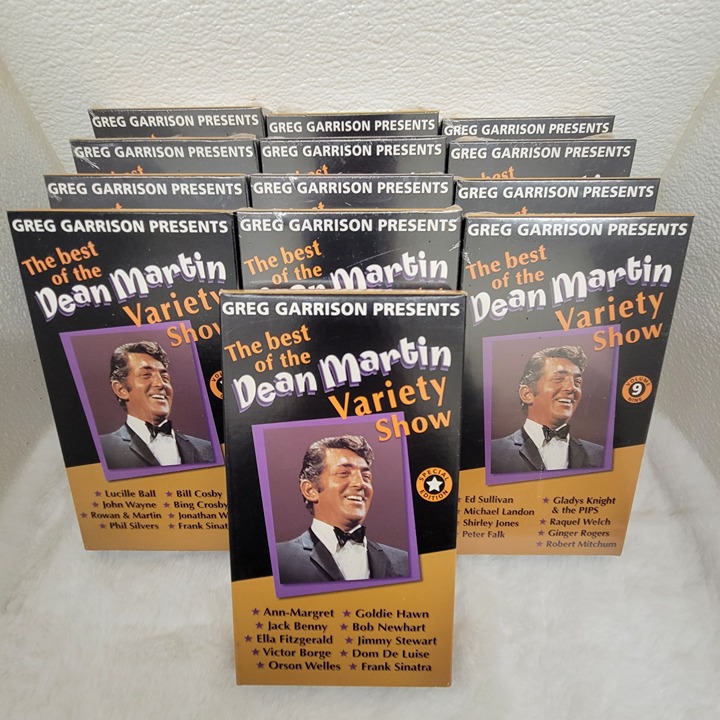 GREG GARRISON PRESENTS
GREG GARRISON PRESENTS
GREG GARRISON PRESENTS
GREG GARRISON PRESENTS
GREG GARRISON PRESENTS
GREG GARRISON PRESENTS
GREG GARRISON PRESENTS
GREG GARRISON PRESENTS
GREG GARRISON PRESENTS
GREG GARRISON PRESENTS
The best
of the
Dean Martin
Variety
Show
Lucille Ball
Bill Cosby
John Wayne
Bing Crosby
Rowan & Martin
Jonathan W
Phil Silvers
Frank Sinat
GREG GARRISON PRESENTS
The best
of the
Dean Martin
GREG GARRISON PRESENTS
The best
of the
Dean Martin
Variety
Show
VOLUME
9
NINE
Ed Sullivan
Michael Landon
Shirley Jones
Peter Falk
Gladys Knight
& the PIPS
Raquel Welch
Ginger Rogers
Robert Mitchum
GREG GARRISON PRESENTS
The best
of the
Dean Martin
Variety
Show
SPECIAL
EDITION
Ann-Margret
Goldie Hawn
Jack Benny
Bob Newhart
Ella Fitzgerald
Jimmy Stewart
Victor Borge
Dom De Luise
Orson Welles
Frank Sinatra